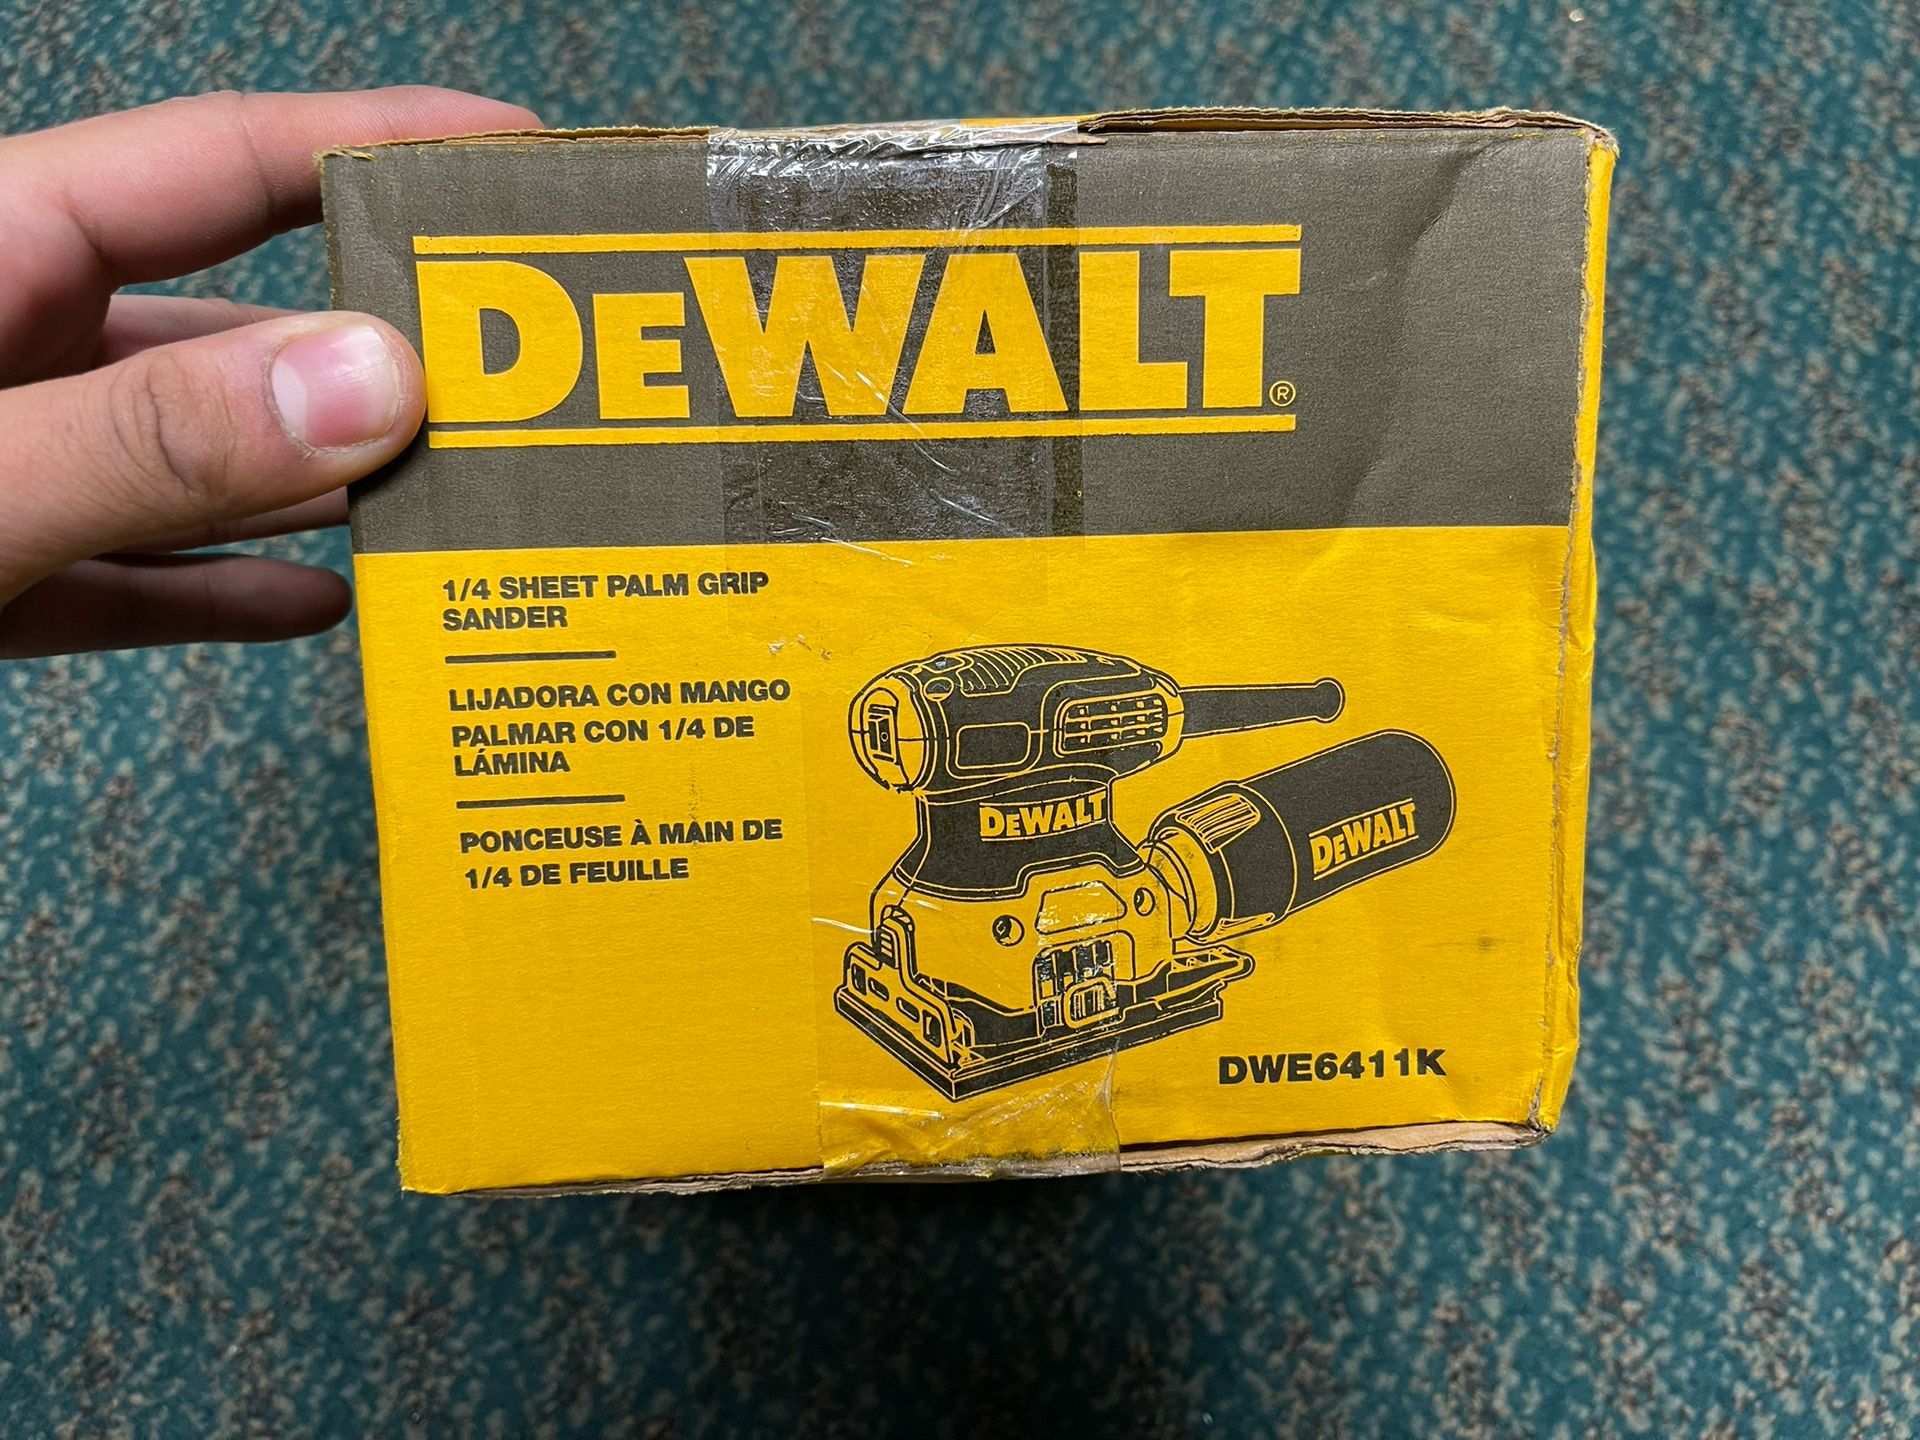 DEWALT®
1/4 SHEET PALM GRIP
SANDER
LIJADORA CON MANGO
PALMAR CON 1/4 DE
LÁMINA
PONCEUSE À MAIN DE
1/4 DE FEUILLE
DEWALT
DEWALT
DWE6411K